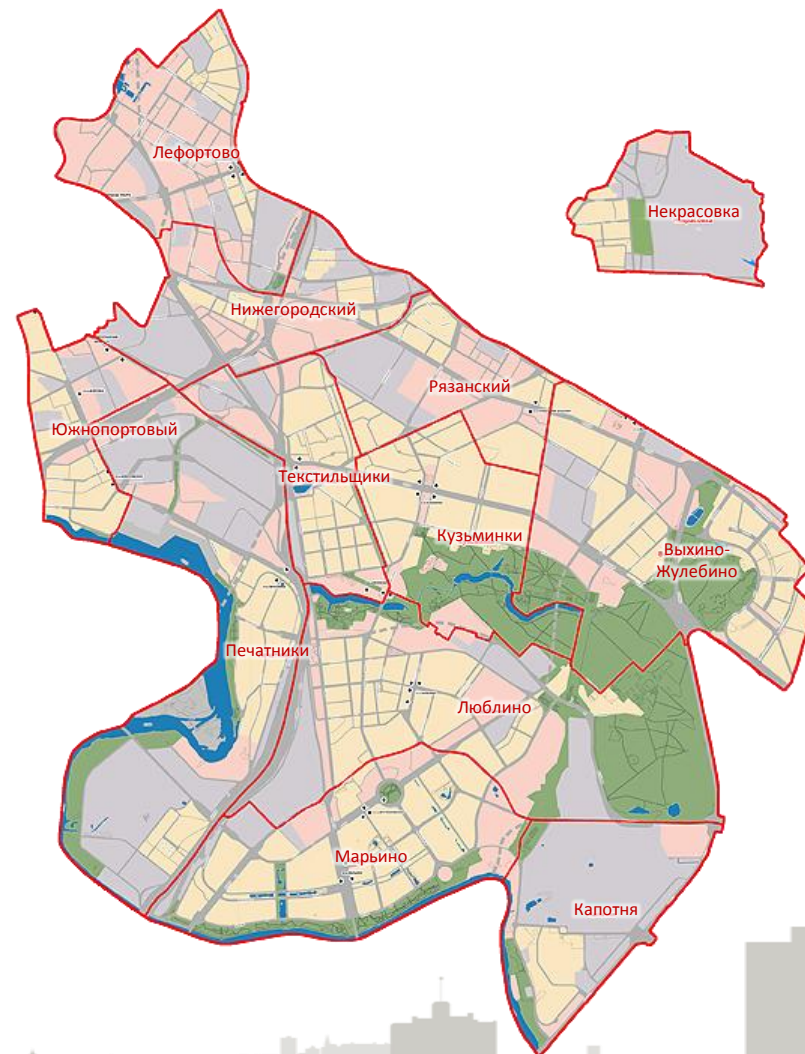 Лефортово
Некрасовка
Нижегородский
Рязанский
Южнопортовый
Текстильщики
Кузьминки
Выхино-
Жулебино
Печатники
Люблино
Марьино
Капотня